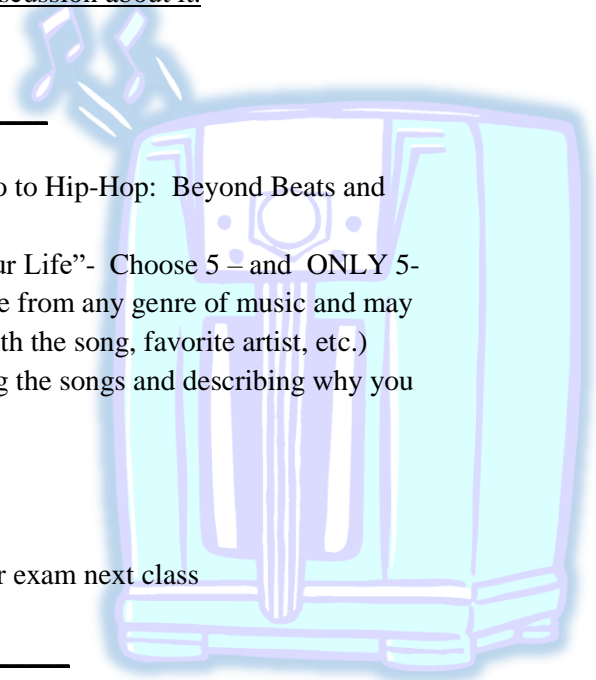 scussion about it.
o to Hip-Hop: Beyond Beats and
ur Life”- Choose 5 – and ONLY 5-
e from any genre of music and may
th the song, favorite artist, etc.)
g the songs and describing why you
r exam next class